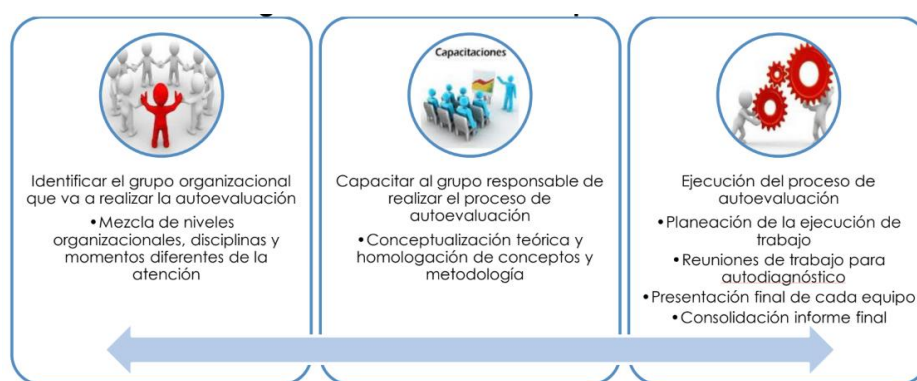 Identificar el grupo organizacional
que va a realizar la autoevaluación
•Mezcla de niveles
organizacionales, disciplinas y
momentos diferentes de la
atención
Capacitaciones
Capacitar al grupo responsable de
realizar el proceso de
autoevaluación
•Conceptualización teórica y
homologación de conceptos y
metodología
Ejecución del proceso de
autoevaluación
•Planeación de la ejecución de
trabajo
•Reuniones de trabajo para
autodiagnóstico
•Presentación final de cada equipo
•Consolidación informe final